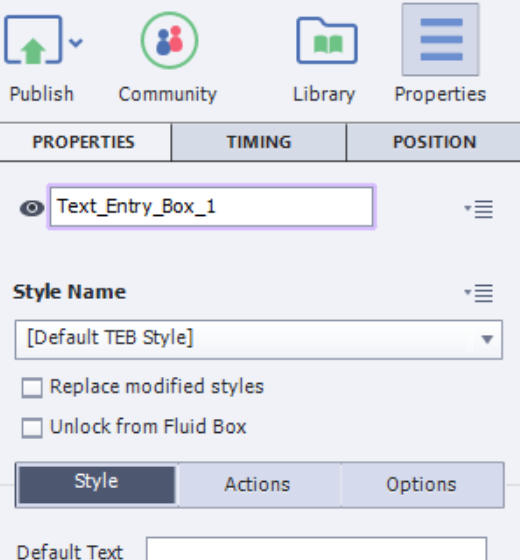 Publish Community Library Properties
PROPERTIES TIMING POSITION
Text_Entry_Box_1
Style Name
[Default TEB Style]
Replace modified styles
Unlock from Fluid Box
Style Actions Options
Default Text